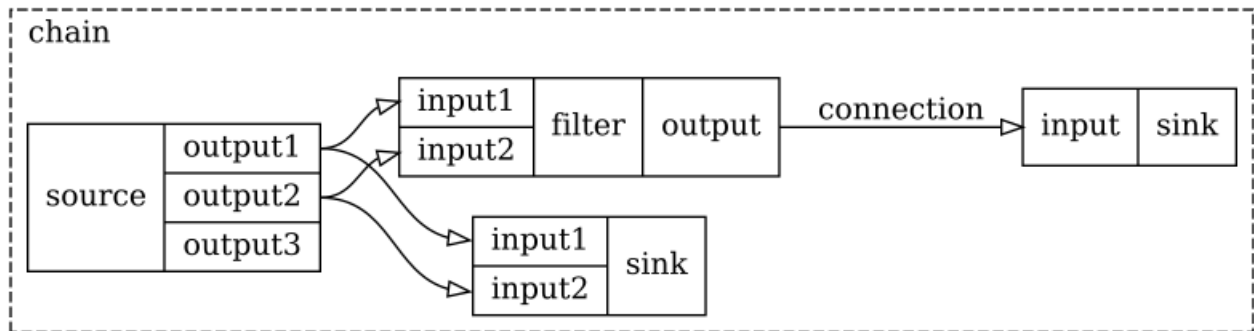 chain
source
output1
output2
output3
input1
input2
filter
output
connection
input
sink
input1
input2
sink